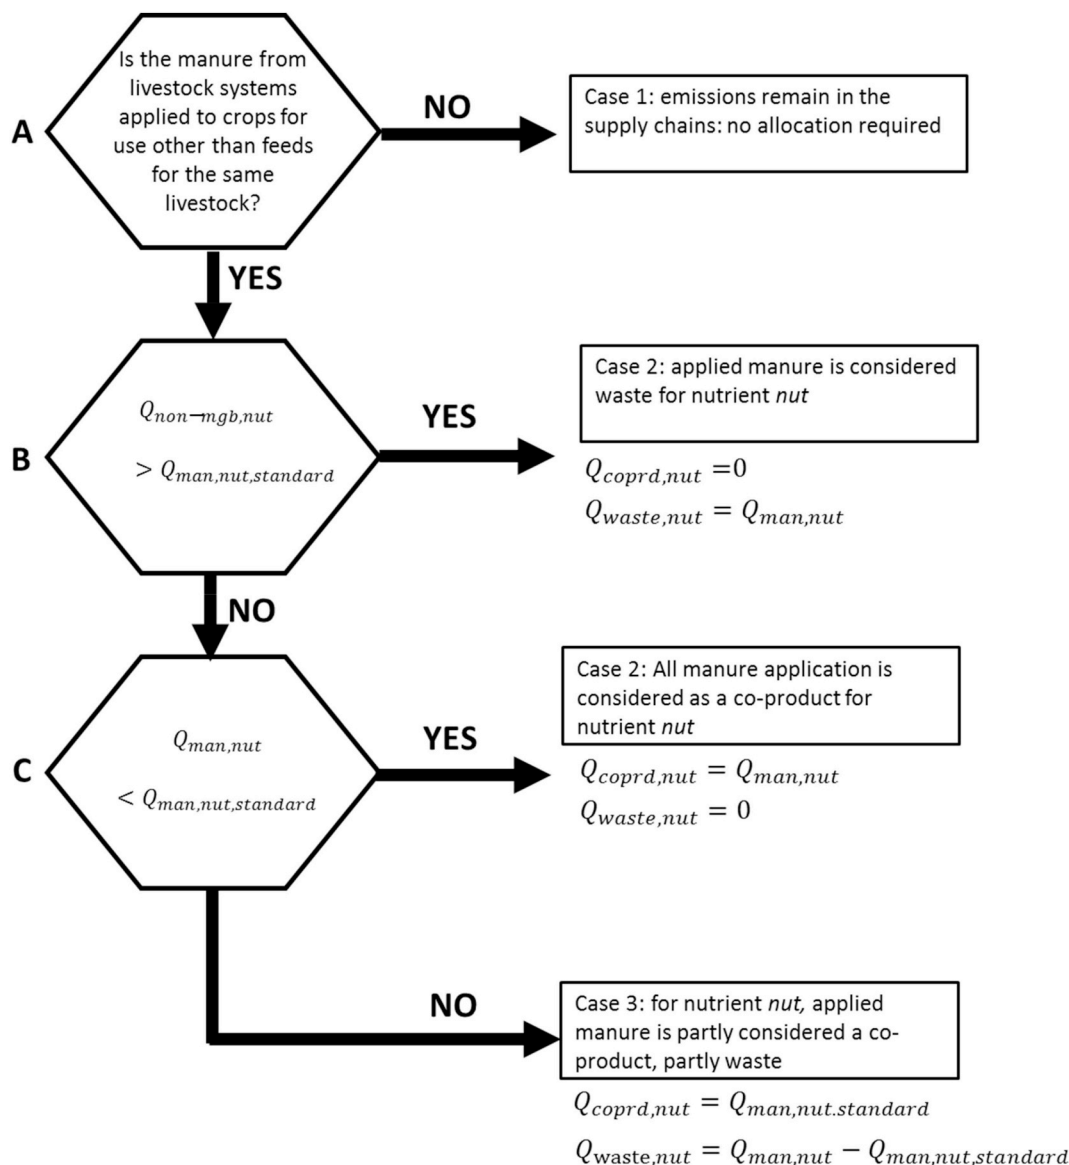 Is the manure from
livestock systems
applied to crops for
use other than feeds
for the same
livestock?
A
NO
Case 1: emissions remain in the
supply chains: no allocation required
YES
Q_{non-mgb,nut}
> Q_{man,nut,standard}
B
YES
Case 2: applied manure is considered
waste for nutrient nut
Q_{coprd,nut} =0
Q_{waste,nut} = Q_{man,nut}
NO
Q_{man,nut}
< Q_{man,nut,standard}
C
YES
Case 2: All manure application is
considered as a co-product for
nutrient nut
Q_{coprd,nut} = Q_{man,nut}
Q_{waste,nut} = 0
NO
Case 3: for nutrient nut, applied
manure is partly considered a co-
product, partly waste
Q_{coprd,nut} = Q_{man,nut.standard}
Q_{waste,nut} = Q_{man,nut} − Q_{man,nut,standard}